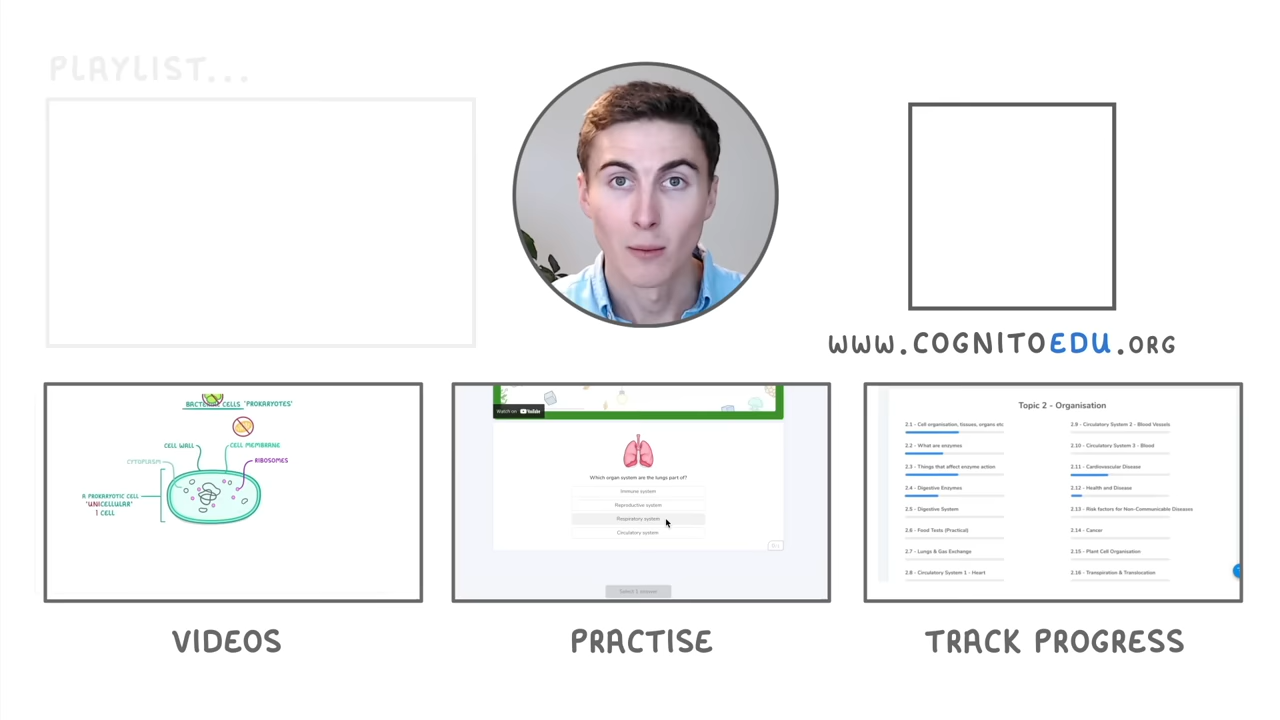 PLAYLIST...
www.COGNITOEDU.ORG
BACTERIAL CELLS 'PROKARYOTES'
CELL WALL
CELL MEMBRANE
CYTOPLASM
RIBOSOMES
A PROKARYOTIC CELL
"UNICELLULAR"
1 CELL
Watch on YouTube
Which organ system are the lungs part of?
Immune system
Reproductive system
Respiratory system
Circulatory system
Select 1 answer
Topic 2 - Organisation
2.1 - Cell organisation, tissues, organs etc
2.2 - What are enzymes
2.3 - Things that affect enzyme action
2.4 - Digestive Enzymes
2.5 - Digestive System
2.6 - Food Tests (Practical)
2.7 - Lungs & Gas Exchange
2.8 - Circulatory System 1 - Heart
2.9 - Circulatory System 2 - Blood Vessels
2.10 - Circulatory System 3 - Blood
2.11 - Cardiovascular Disease
2.12 - Health and Disease
2.13 - Risk factors for Non-Communicable Diseases
2.14 - Cancer
2.15 - Plant Cell Organisation
2.16 - Transpiration & Translocation
VIDEOS
PRACTISE
TRACK PROGRESS